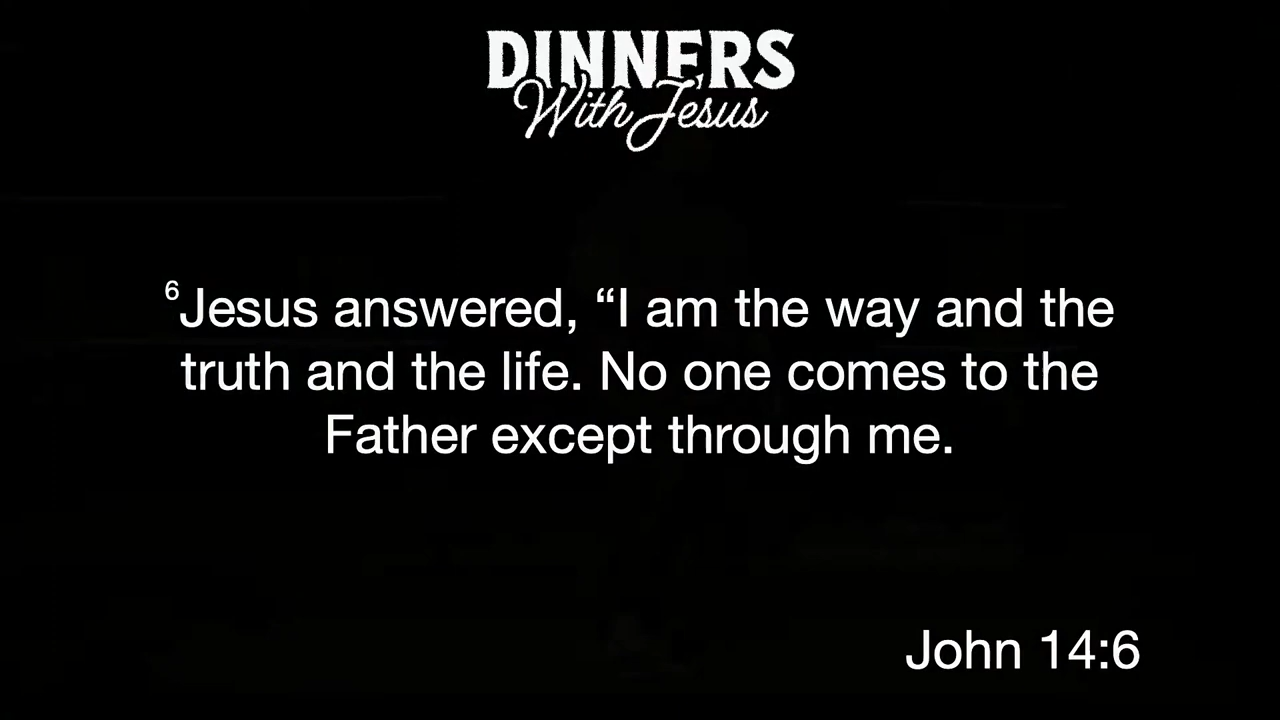 DINNERS
With Jesus
⁶Jesus answered, “I am the way and the
truth and the life. No one comes to the
Father except through me.
John 14:6